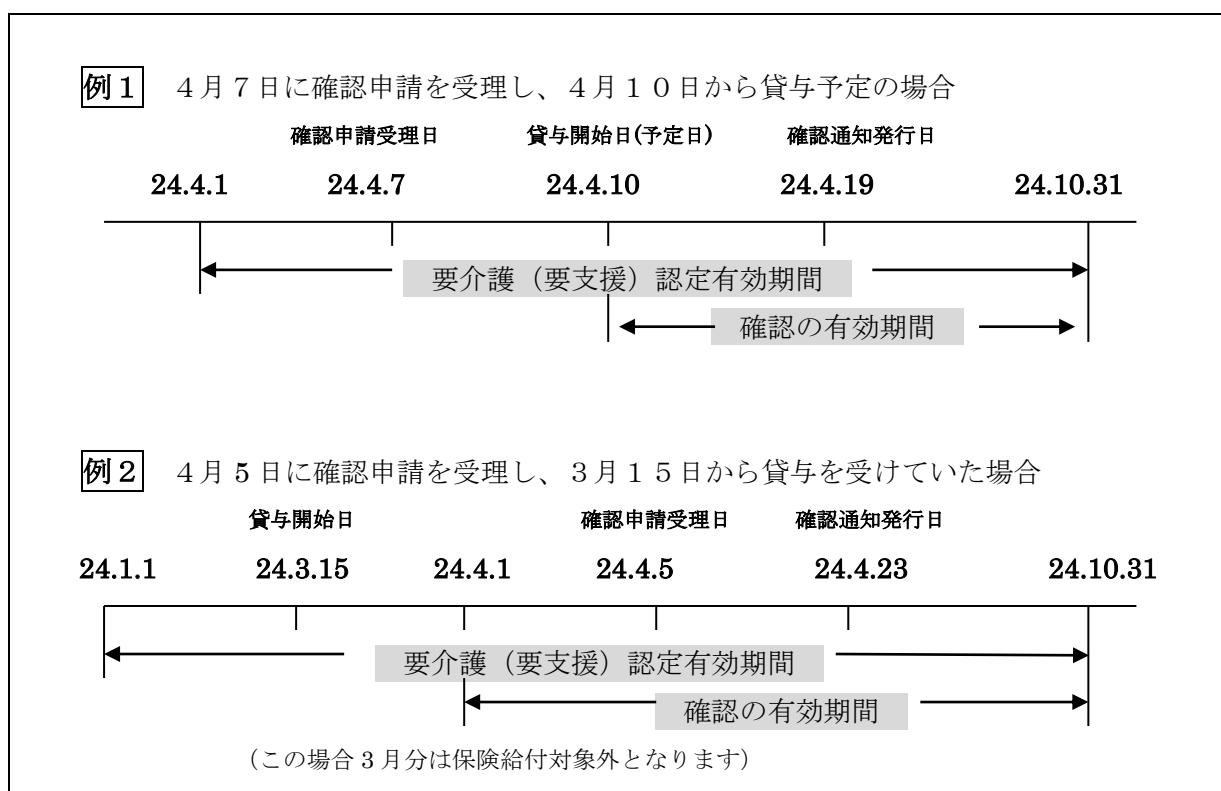 例１ ４月７日に確認申請を受理し、４月１０日から貸与予定の場合
確認申請受理日 貸与開始日(予定日) 確認通知発行日
24.4.1 24.4.7 24.4.10 24.4.19 24.10.31
要介護（要支援）認定有効期間
確認の有効期間
例２ ４月５日に確認申請を受理し、３月１５日から貸与を受けていた場合
貸与開始日 確認申請受理日 確認通知発行日
24.1.1 24.3.15 24.4.1 24.4.5 24.4.23 24.10.31
要介護（要支援）認定有効期間
確認の有効期間
（この場合３月分は保険給付対象外となります）